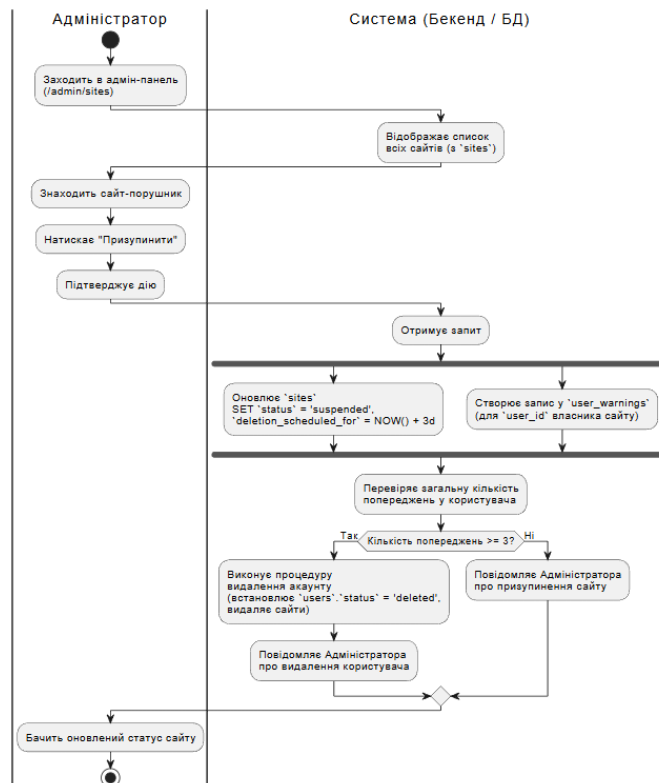 Адміністратор
Система (Бекенд / БД)
Заходить в адмін-панель
(/admin/sites)
Відображає список
всіх сайтів (з `sites`)
Знаходить сайт-порушник
Натискає "Призупинити"
Підтверджує дію
Отримує запит
Оновлює `sites`
SET `status` = 'suspended',
`deletion_scheduled_for` = NOW() + 3d
Створює запис у `user_warnings`
(для `user_id` власника сайту)
Перевіряє загальну кількість
попереджень у користувача
Так
Кількість попереджень >= 3?
Ні
Виконує процедуру
видалення акаунту
(встановлює `users`.`status` = 'deleted',
видаляє сайти)
Повідомляє Адміністратора
про призупинення сайту
Повідомляє Адміністратора
про видалення користувача
Бачить оновлений статус сайту